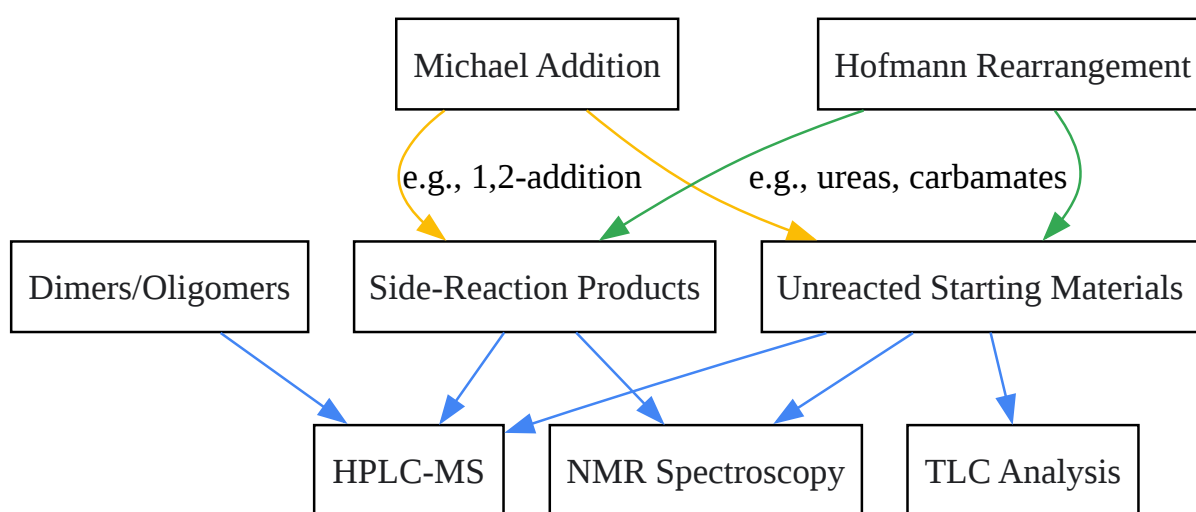 Michael Addition
Hofmann Rearrangement
e.g., 1,2-addition
e.g., ureas, carbamates
Dimers/Oligomers
Side-Reaction Products
Unreacted Starting Materials
HPLC-MS
NMR Spectroscopy
TLC Analysis